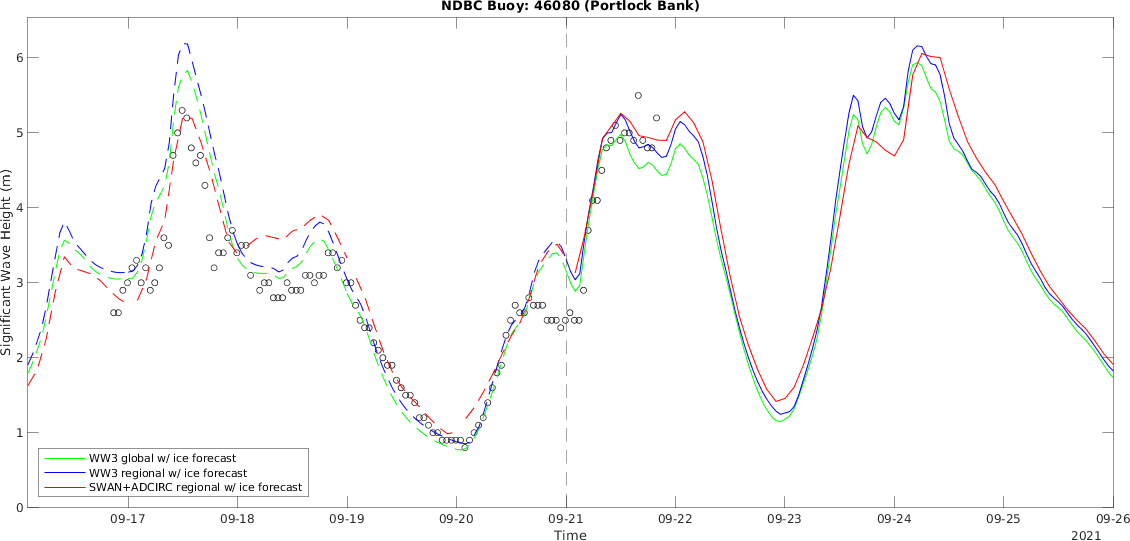 NDBC Buoy: 46080 (Portlock Bank)
Significant Wave Height (m)
6
5
4
3
2
1
0
WW3 global w/ ice forecast
WW3 regional w/ ice forecast
SWAN+ADCIRC regional w/ ice forecast
09-17 09-18 09-19 09-20 09-21 09-22 09-23 09-24 09-25 09-26
Time
2021